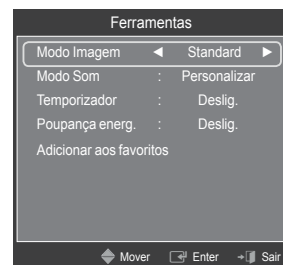 Ferramentas
Modo Imagem ◄ Standard ►
Modo Som : Personalizar
Temporizador : Deslig.
Poupança energ. : Deslig.
Adicionar aos favoritos
Mover Enter Sair